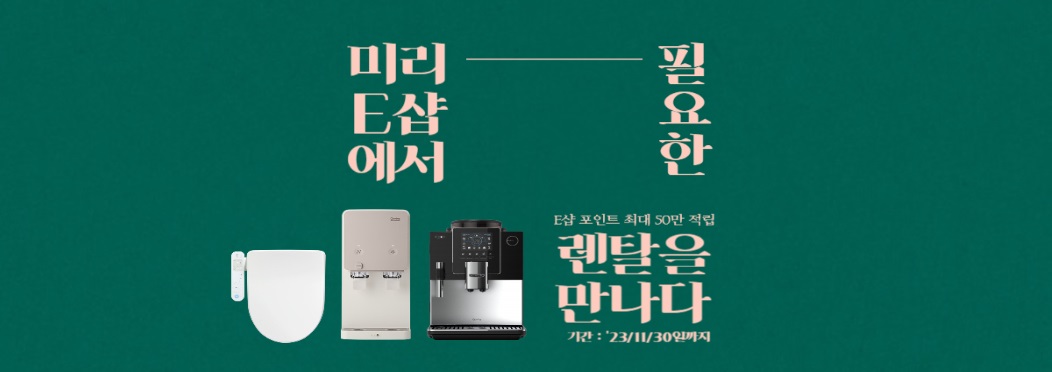 미리
E샵
에서
필
요
한
E샵 포인트 최대 50만 적립
렌탈을
만나다
기간 : '23/11/30일까지